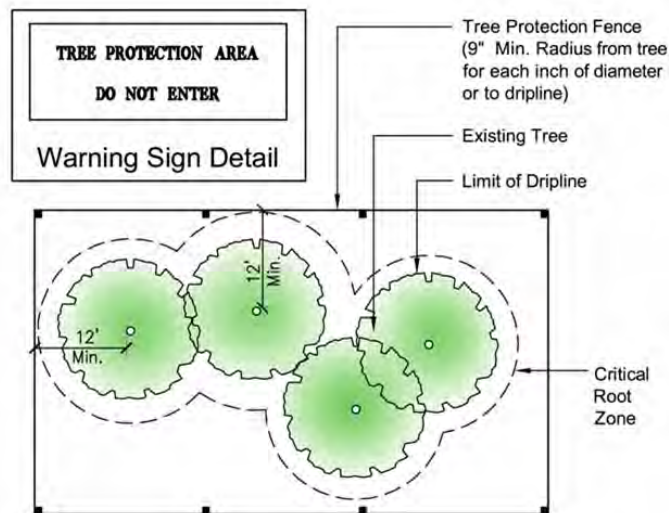 TREE PROTECTION AREA
DO NOT ENTER
Warning Sign Detail
Tree Protection Fence
(9" Min. Radius from tree
for each inch of diameter
or to dripline)
Existing Tree
Limit of Dripline
12'
Min.
12'
Min.
Critical
Root
Zone